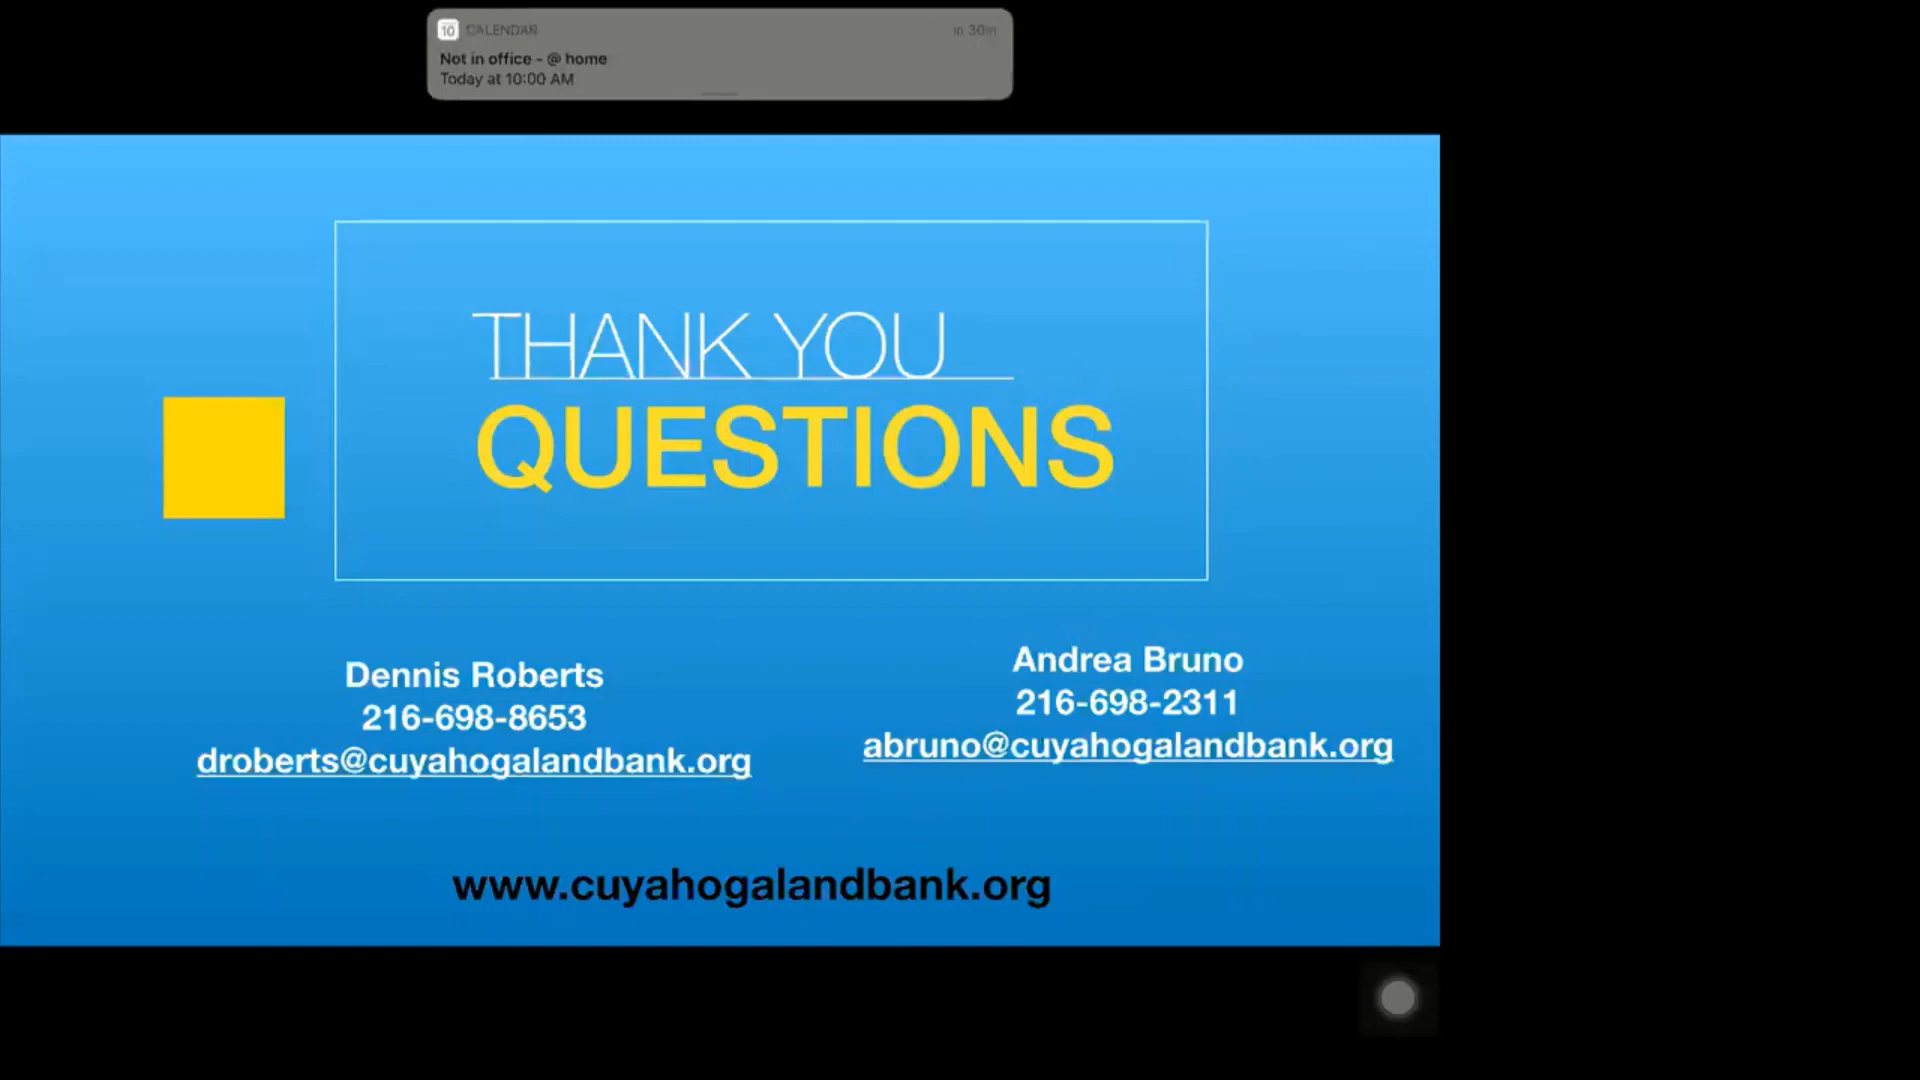 10 CALENDAR in 30m
Not in office - @ home
Today at 10:00 AM
THANK YOU
QUESTIONS
Dennis Roberts
216-698-8653
droberts@cuyahogalandbank.org
Andrea Bruno
216-698-2311
abruno@cuyahogalandbank.org
www.cuyahogalandbank.org